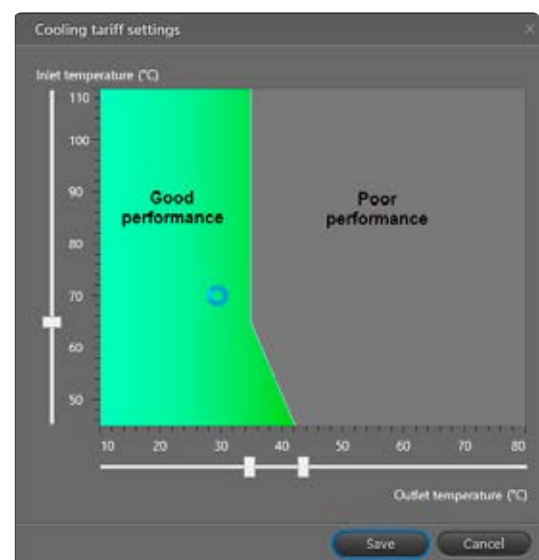 Cooling tariff settings
Inlet temperature (°C)
110
100
90
80
70
60
50
Good
performance
Poor
performance
10 20 30 40 50 60 70 80
Outlet temperature (°C)
Save Cancel